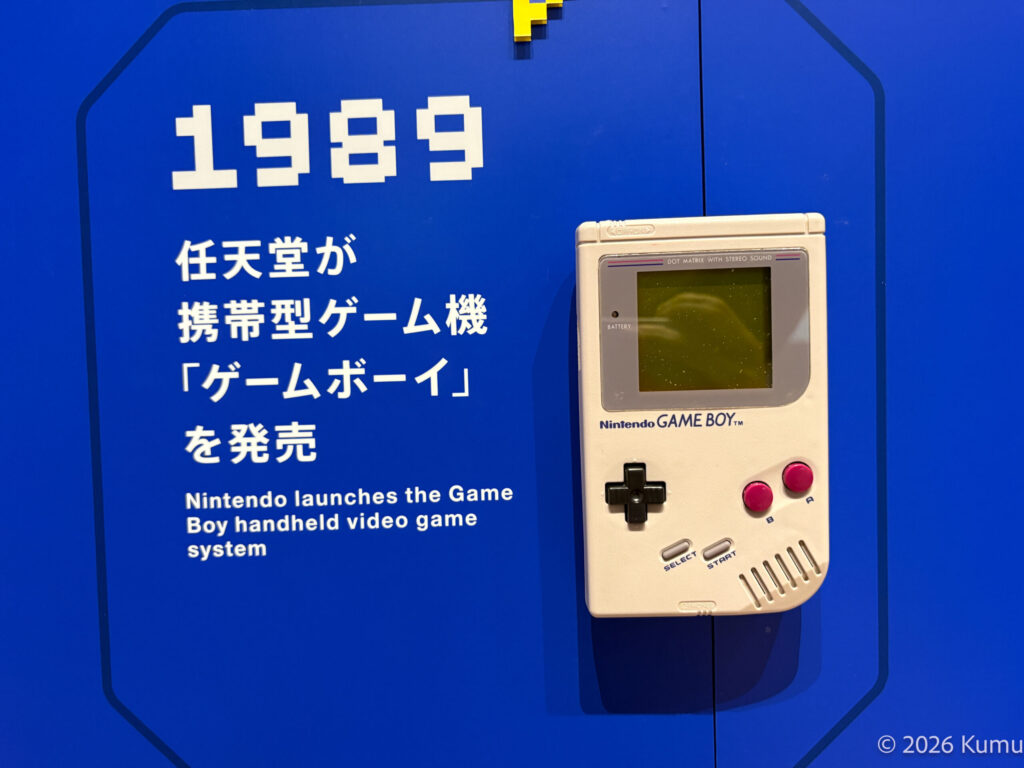 1989
任天堂が
携帯型ゲーム機
「ゲームボーイ」
を発売
Nintendo launches the Game
Boy handheld video game
system
DOT MATRIX WITH STEREO SOUND
BATTERY
Nintendo GAME BOY™
B
A
SELECT
START
© 2026 Kumu